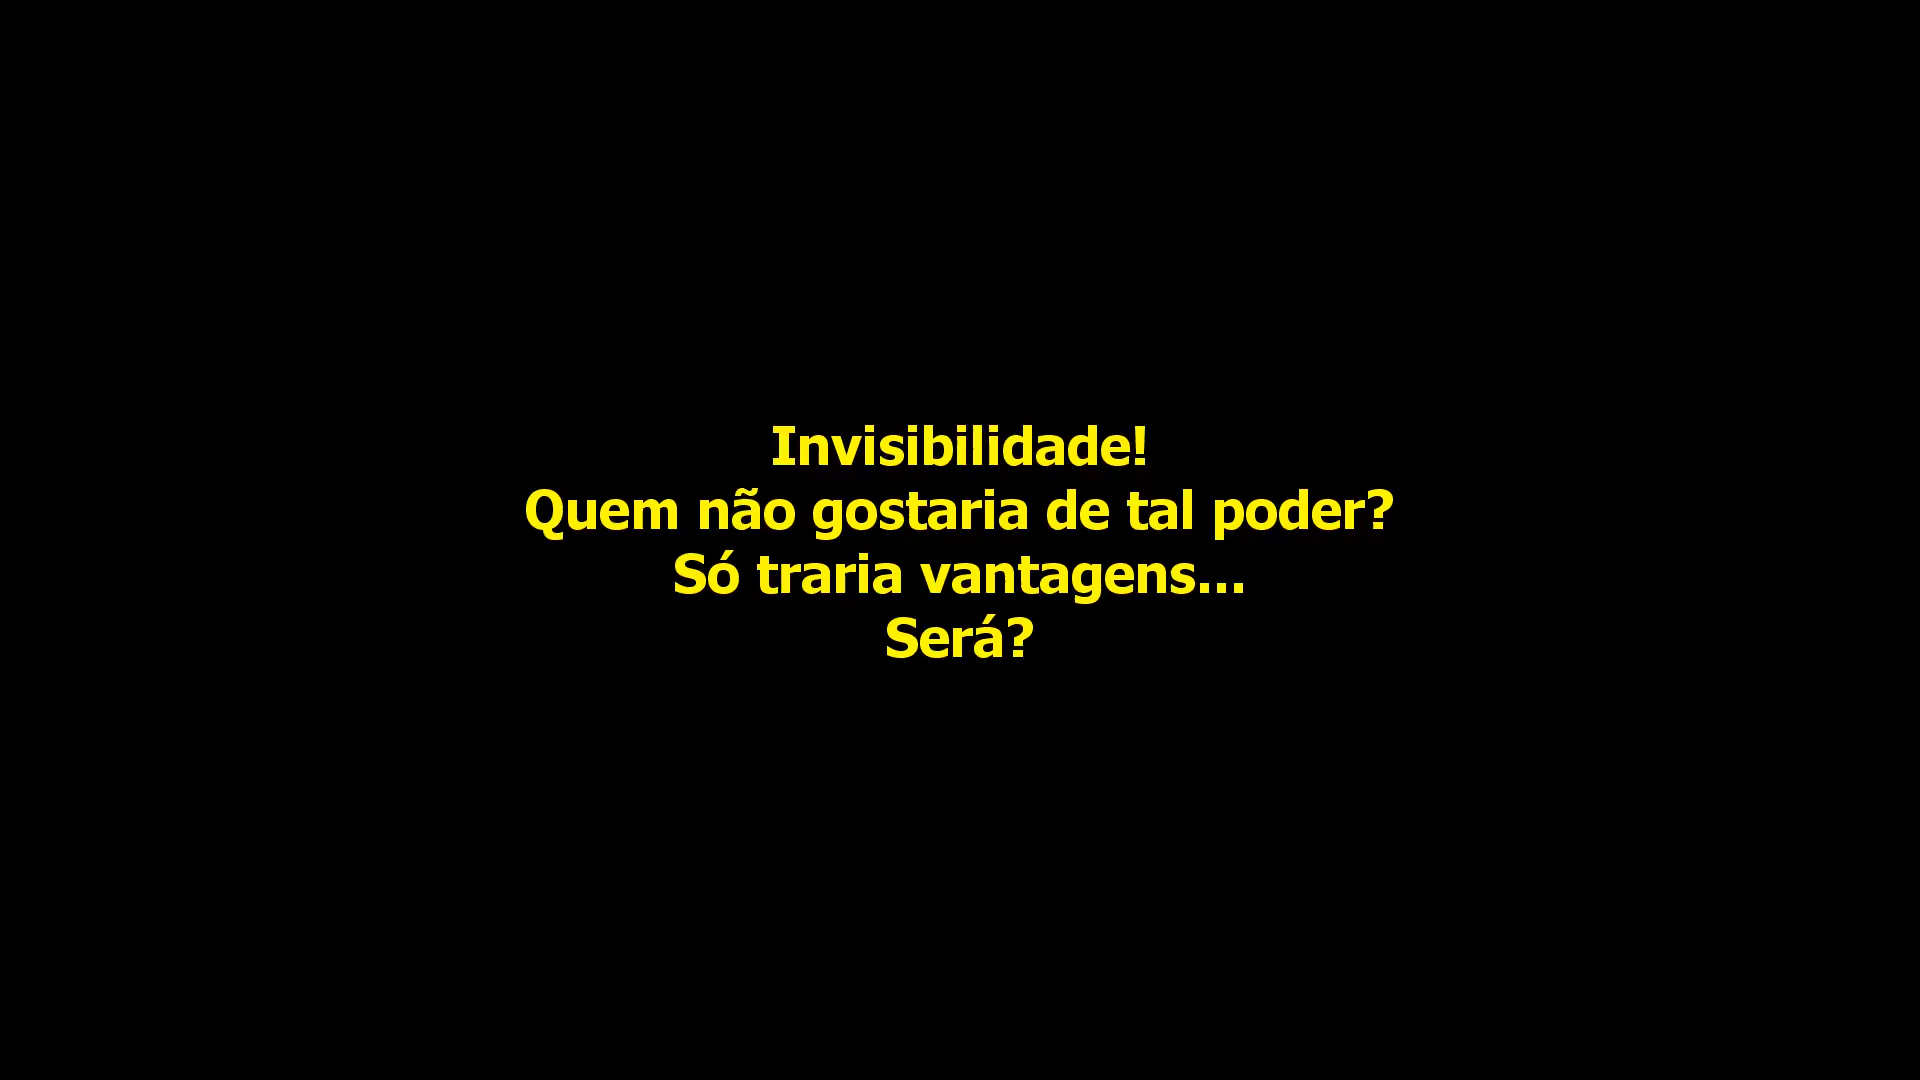 Invisibilidade!
Quem não gostaria de tal poder?
Só traria vantagens...
Será?